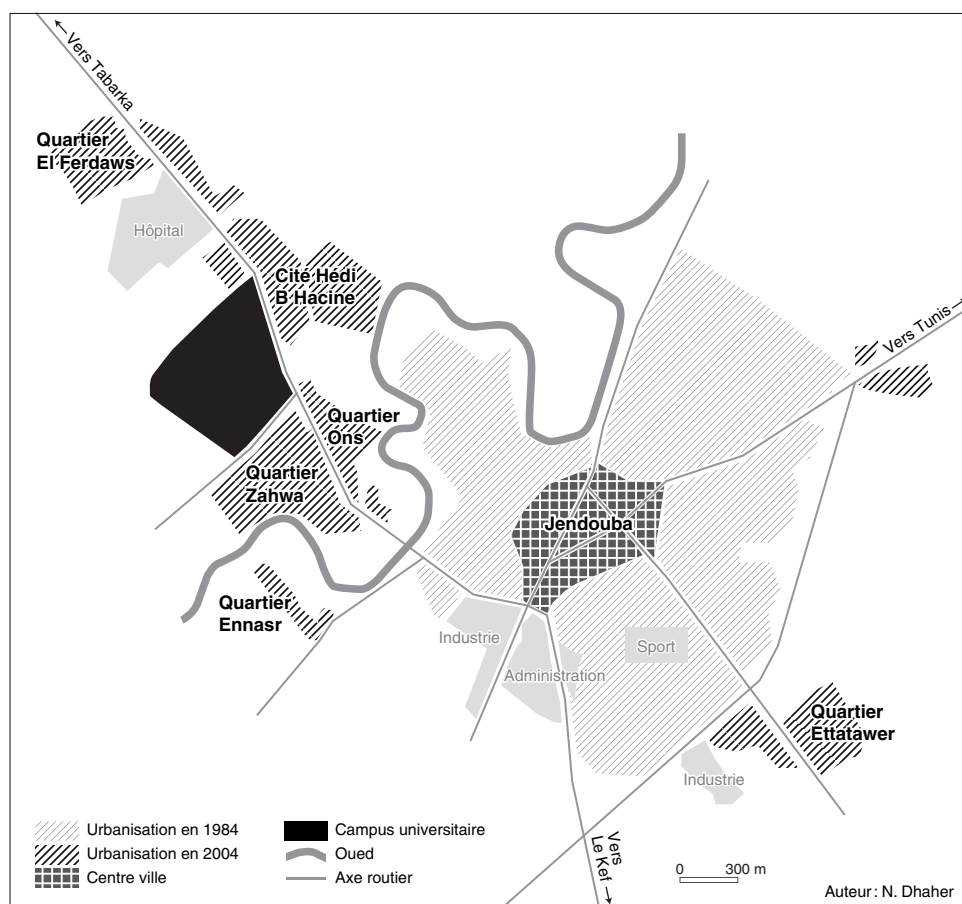 ← Vers Tabarka
Quartier
El Ferdaws
Hôpital
Cité Hédi
B Hacine
Vers Tunis →
Quartier
Ons
Quartier
Zahwa
Jendouba
Quartier
Ennasr
Industrie
Administration
Sport
Quartier
Ettatawer
Industrie
Urbanisation en 1984
Urbanisation en 2004
Centre ville
Campus universitaire
Oued
Axe routier
Vers
Le Kef →
0 300 m
Auteur : N. Dhaher